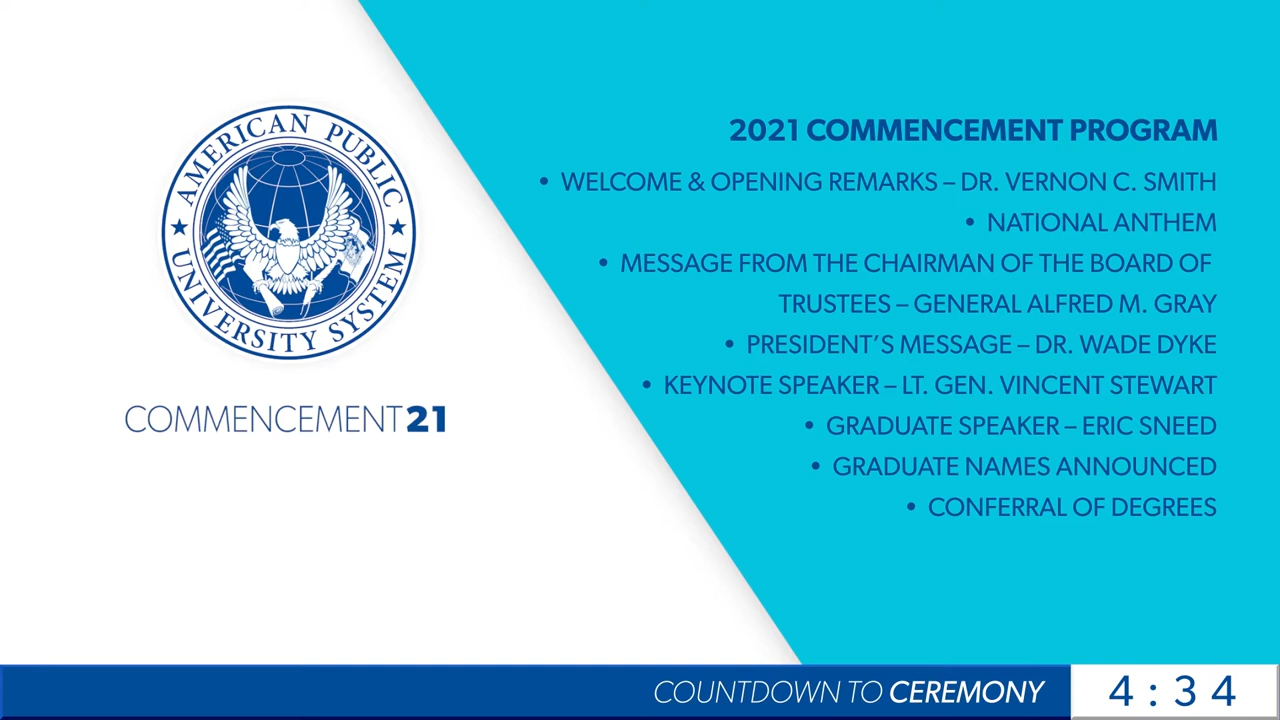 AMERICAN PUBLIC
UNIVERSITY SYSTEM
COMMENCEMENT21
2021 COMMENCEMENT PROGRAM
• WELCOME & OPENING REMARKS – DR. VERNON C. SMITH
• NATIONAL ANTHEM
• MESSAGE FROM THE CHAIRMAN OF THE BOARD OF
TRUSTEES – GENERAL ALFRED M. GRAY
• PRESIDENT'S MESSAGE – DR. WADE DYKE
• KEYNOTE SPEAKER – LT. GEN. VINCENT STEWART
• GRADUATE SPEAKER – ERIC SNEED
• GRADUATE NAMES ANNOUNCED
• CONFERRAL OF DEGREES
COUNTDOWN TO CEREMONY
4:34